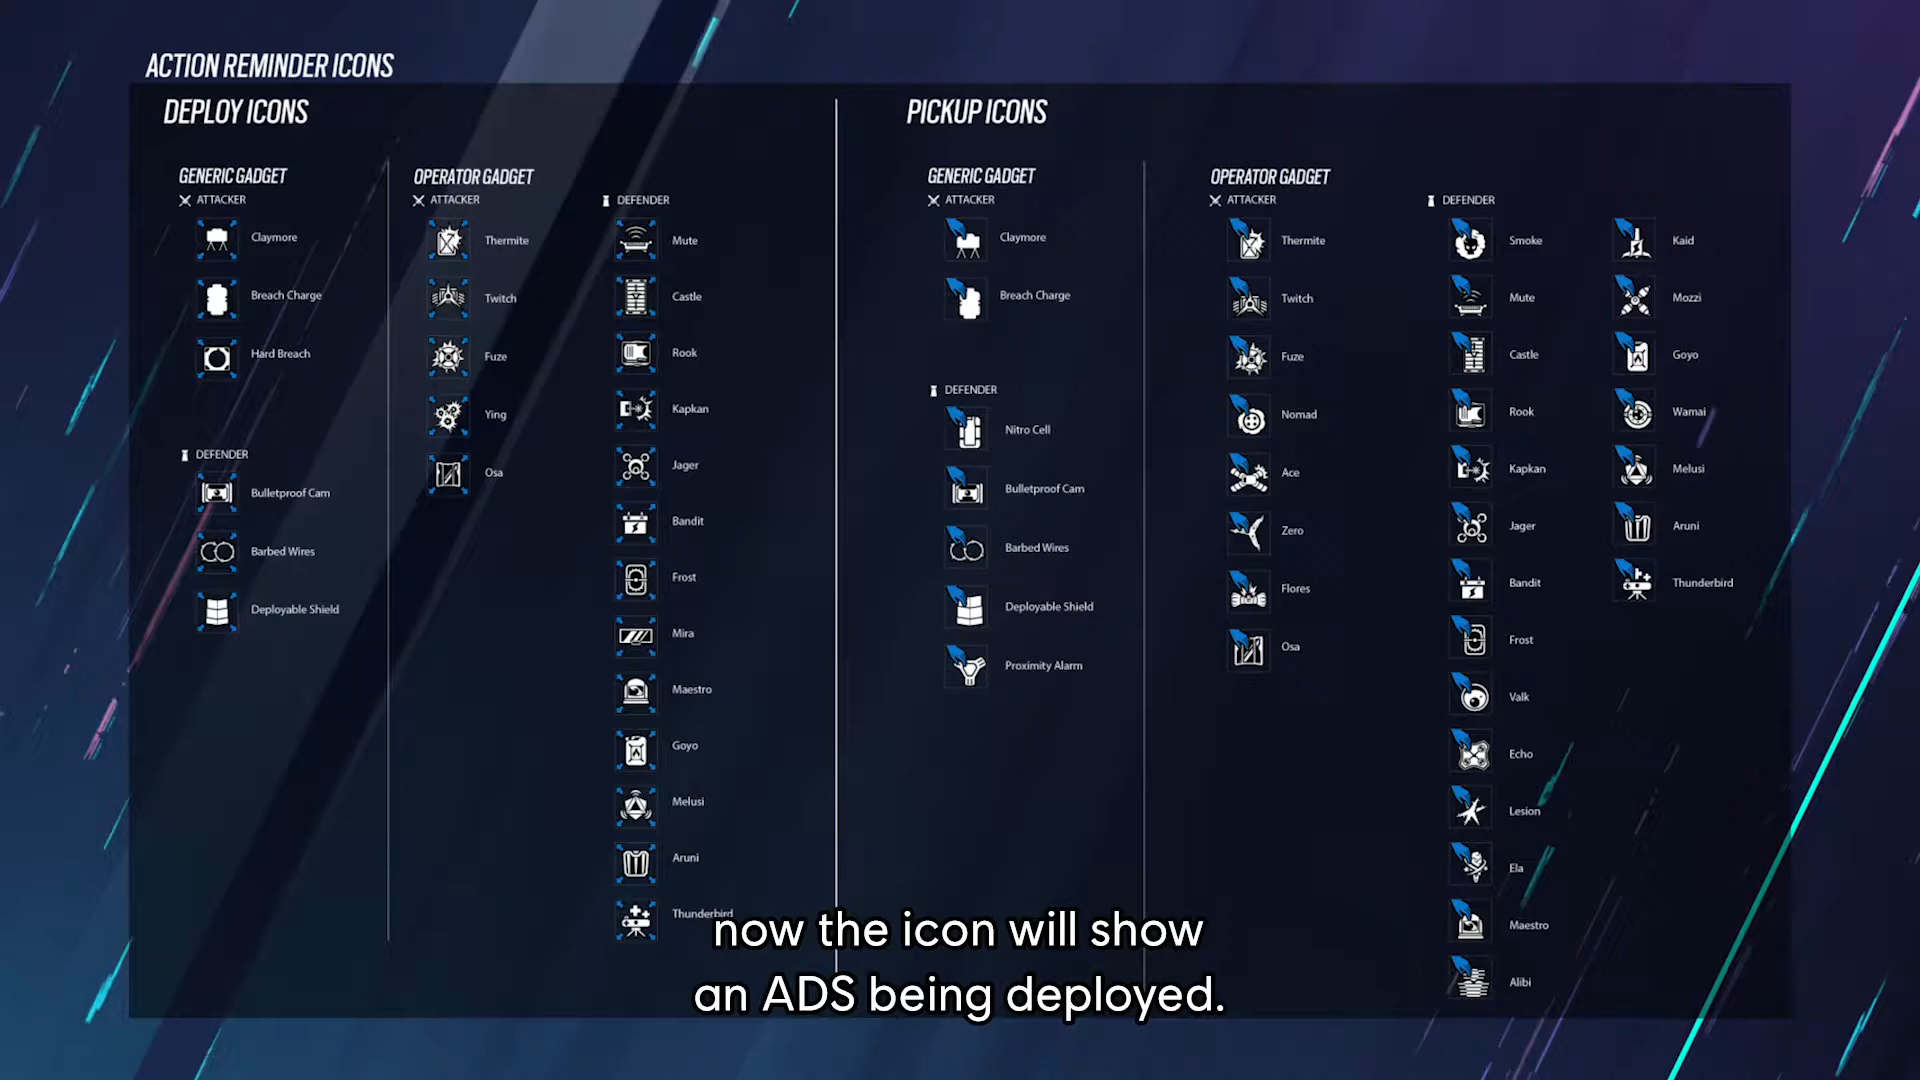 ACTION REMINDER ICONS
DEPLOY ICONS
GENERIC GADGET
ATTACKER
Claymore
Breach Charge
Hard Breach
DEFENDER
Bulletproof Cam
Barbed Wires
Deployable Shield
OPERATOR GADGET
ATTACKER
Thermite
Twitch
Fuze
Ying
Osa
DEFENDER
Mute
Castle
Rook
Kapkan
Jager
Bandit
Frost
Mira
Maestro
Goyo
Melusi
Aruni
Thunderbird
PICKUP ICONS
GENERIC GADGET
ATTACKER
Claymore
Breach Charge
DEFENDER
Nitro Cell
Bulletproof Cam
Barbed Wires
Deployable Shield
Proximity Alarm
OPERATOR GADGET
ATTACKER
Thermite
Twitch
Fuze
Nomad
Ace
Zero
Flores
Osa
DEFENDER
Smoke
Mute
Castle
Rook
Kapkan
Jager
Bandit
Frost
Valk
Echo
Lesion
Ela
Maestro
Alibi
Kaid
Mozzi
Goyo
Wamai
Melusi
Aruni
Thunderbird
now the icon will show
an ADS being deployed.